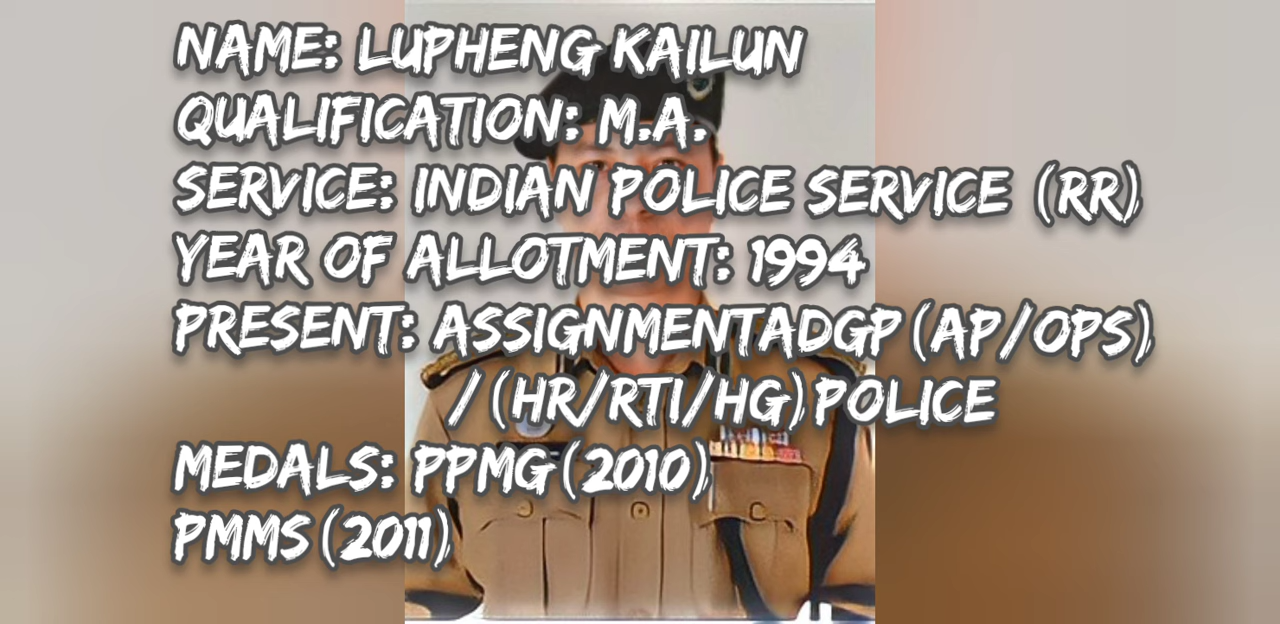 NAME: LUPHENG KAILUN
QUALIFICATION: M.A.
SERVICE: INDIAN POLICE SERVICE (RR)
YEAR OF ALLOTMENT: 1994
PRESENT: ASSIGNMENTADGP (AP/OPS)
/ (HR/RTI/HG) POLICE
MEDALS: PPMG (2010)
PMMS (2011)